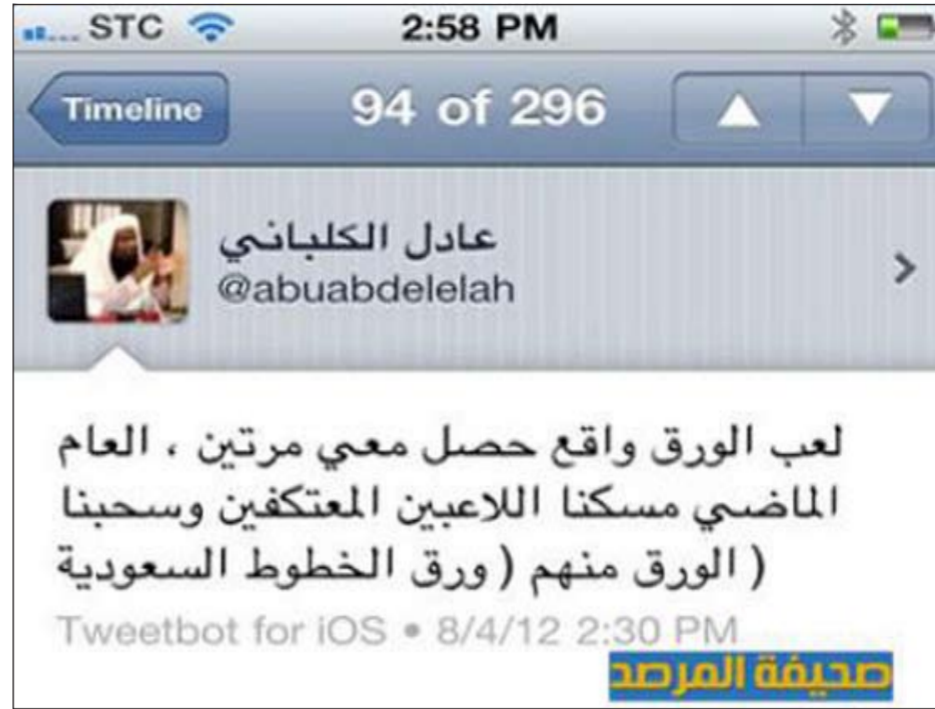 STC 2:58 PM
Timeline 94 of 296
عادل الكلباني
@abuabdelelah
لعب الورق واقع حصل معي مرتين ، العام
الماضي مسكنا اللاعبين المعتكفين وسحبنا
الورق منهم ( ورق الخطوط السعودية )
Tweetbot for iOS • 8/4/12 2:30 PM
صحيفة المرصد